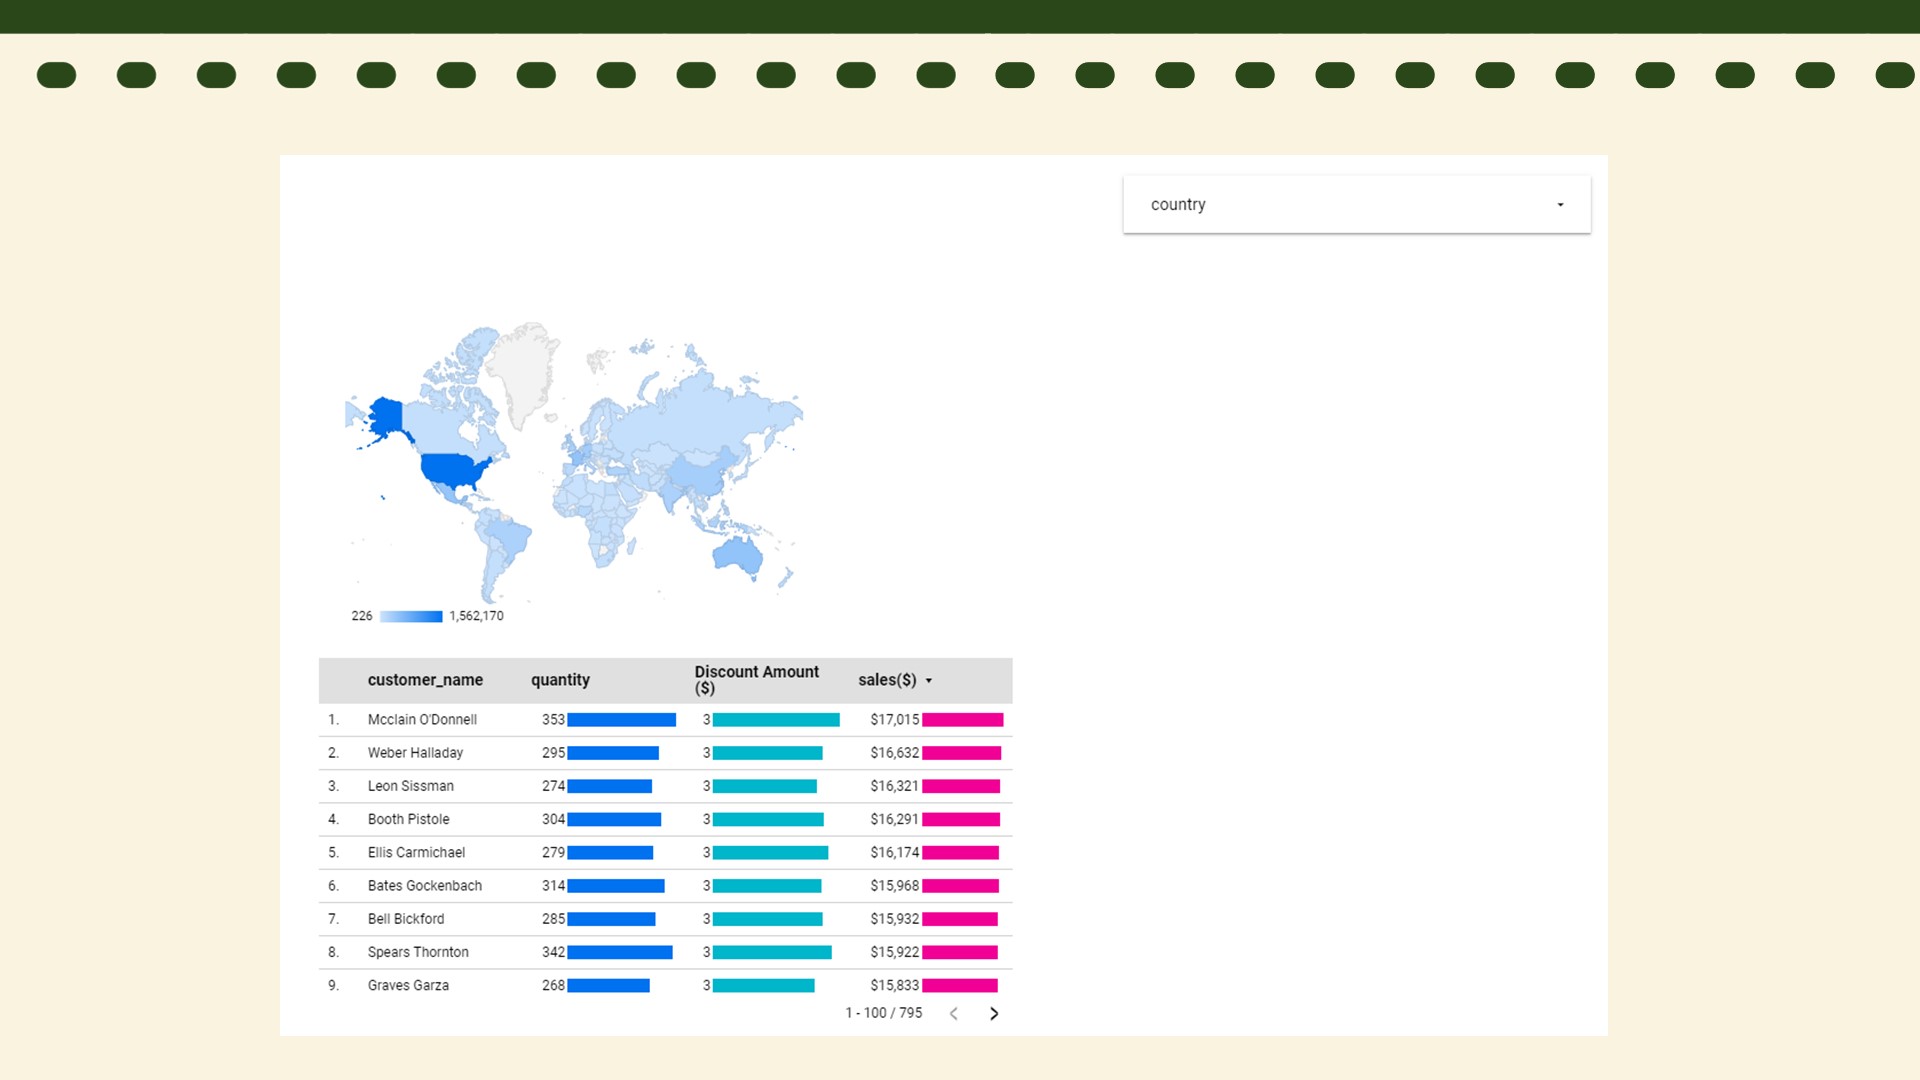 country
226 1,562,170
customer_name quantity Discount Amount ($) sales($)
1. Mcclain O'Donnell 353 3 $17,015
2. Weber Halladay 295 3 $16,632
3. Leon Sissman 274 3 $16,321
4. Booth Pistole 304 3 $16,291
5. Ellis Carmichael 279 3 $16,174
6. Bates Gockenbach 314 3 $15,968
7. Bell Bickford 285 3 $15,932
8. Spears Thornton 342 3 $15,922
9. Graves Garza 268 3 $15,833
1 - 100 / 795